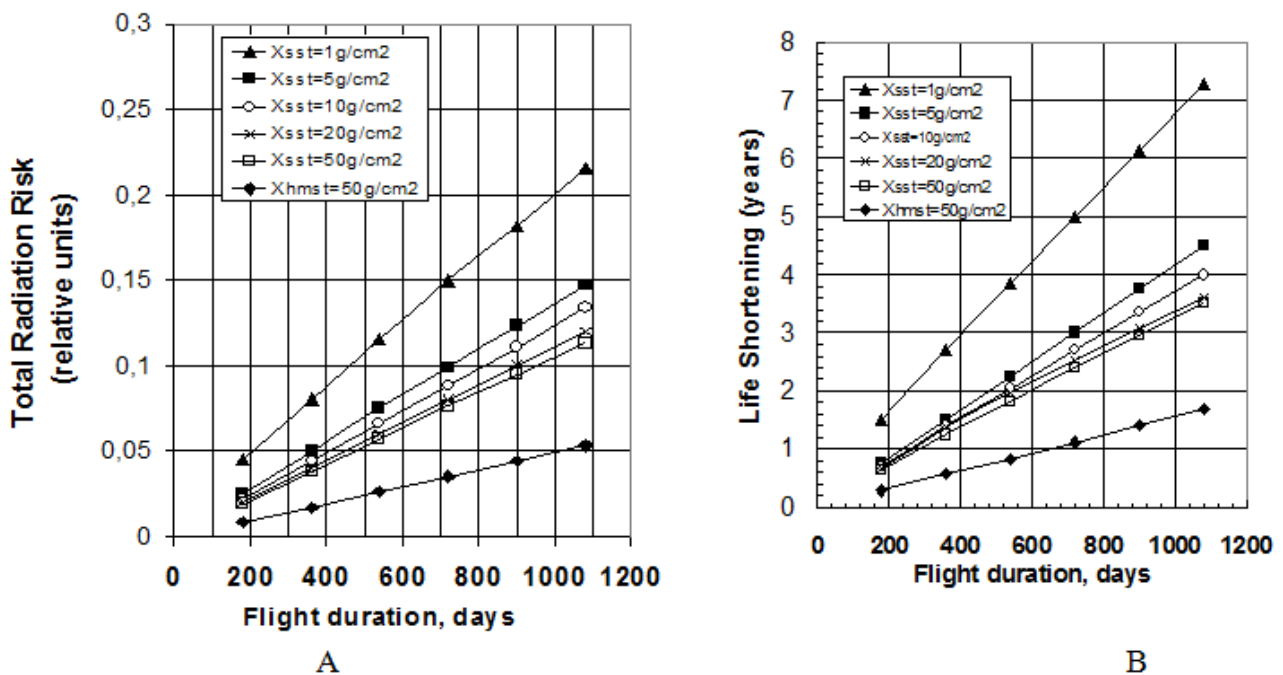 0,3
0,25
0,2
0,15
0,1
0,05
0
Total Radiation Risk
(relative units)
Xsst=1g/cm2
Xsst=5g/cm2
Xsst=10g/cm2
Xsst=20g/cm2
Xsst=50g/cm2
Xhmst=50g/cm2
0 200 400 600 800 1000 1200
Flight duration, days
A
8
7
6
5
4
3
2
1
0
Life Shortening (years)
Xsst=1g/cm2
Xsst=5g/cm2
Xsst=10g/cm2
Xsst=20g/cm2
Xsst=50g/cm2
Xhmst=50g/cm2
0 200 400 600 800 1000 1200
Flight duration, days
B